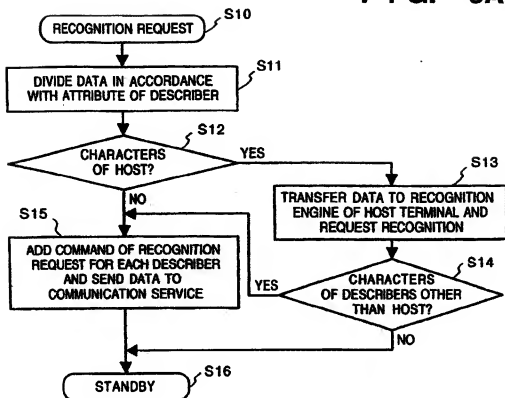 S10
RECOGNITION REQUEST
S11
DIVIDE DATA IN ACCORDANCE
WITH ATTRIBUTE OF DESCRIBER
S12
CHARACTERS
OF HOST?
YES
NO
S13
TRANSFER DATA TO RECOGNITION
ENGINE OF HOST TERMINAL AND
REQUEST RECOGNITION
S15
ADD COMMAND OF RECOGNITION
REQUEST FOR EACH DESCRIBER
AND SEND DATA TO
COMMUNICATION SERVICE
S14
CHARACTERS
OF DESCRIBERS OTHER
THAN HOST?
YES
NO
S16
STANDBY